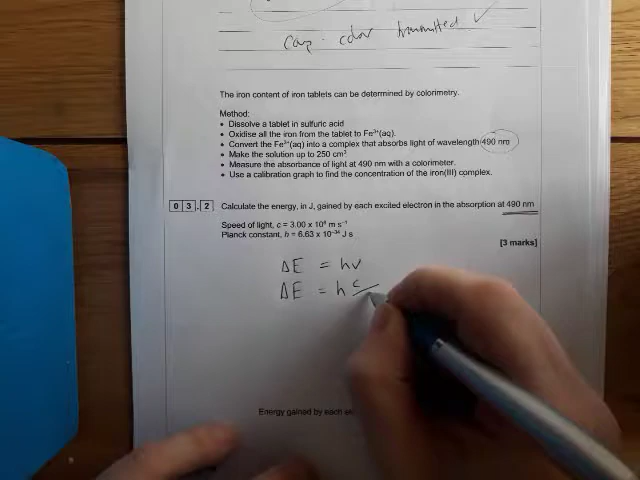 comp. color transmitted ✓
The iron content of iron tablets can be determined by colorimetry.
Method:
• Dissolve a tablet in sulfuric acid
• Oxidise all the iron from the tablet to Fe³⁺(aq).
• Convert the Fe³⁺(aq) into a complex that absorbs light of wavelength 490 nm
• Make the solution up to 250 cm³
• Measure the absorbance of light at 490 nm with a colorimeter.
• Use a calibration graph to find the concentration of the iron(III) complex.
0 3 . 2 Calculate the energy, in J, gained by each excited electron in the absorption at 490 nm
Speed of light, c = 3.00 x 10⁸ m s⁻¹
Planck constant, h = 6.63 x 10⁻³⁴ J s
[3 marks]
ΔE = hν
ΔE = h c/
Energy gained by each